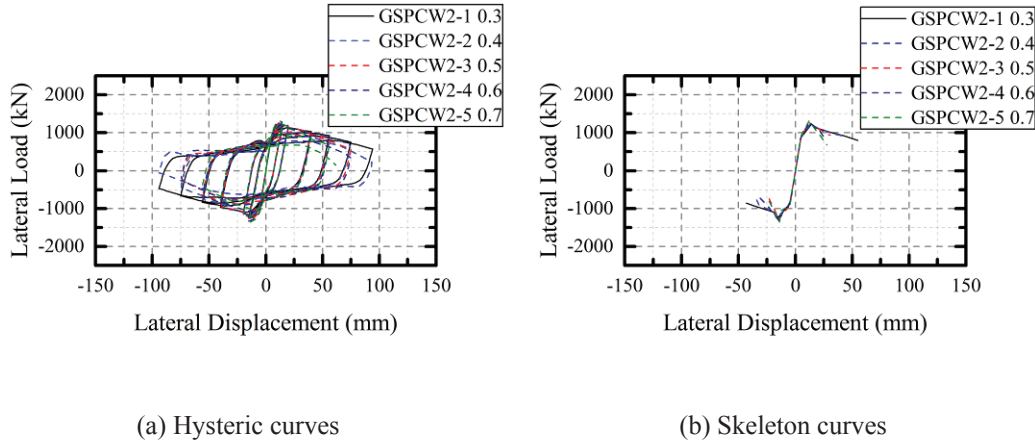 GSPCW2-1 0.3
GSPCW2-2 0.4
GSPCW2-3 0.5
GSPCW2-4 0.6
GSPCW2-5 0.7
Lateral Load (kN)
2000
1000
0
-1000
-2000
-150 -100 -50 0 50 100 150
Lateral Displacement (mm)
(a) Hysteric curves
GSPCW2-1 0.3
GSPCW2-2 0.4
GSPCW2-3 0.5
GSPCW2-4 0.6
GSPCW2-5 0.7
Lateral Load (kN)
2000
1000
0
-1000
-2000
-150 -100 -50 0 50 100 150
Lateral Displacement (mm)
(b) Skeleton curves